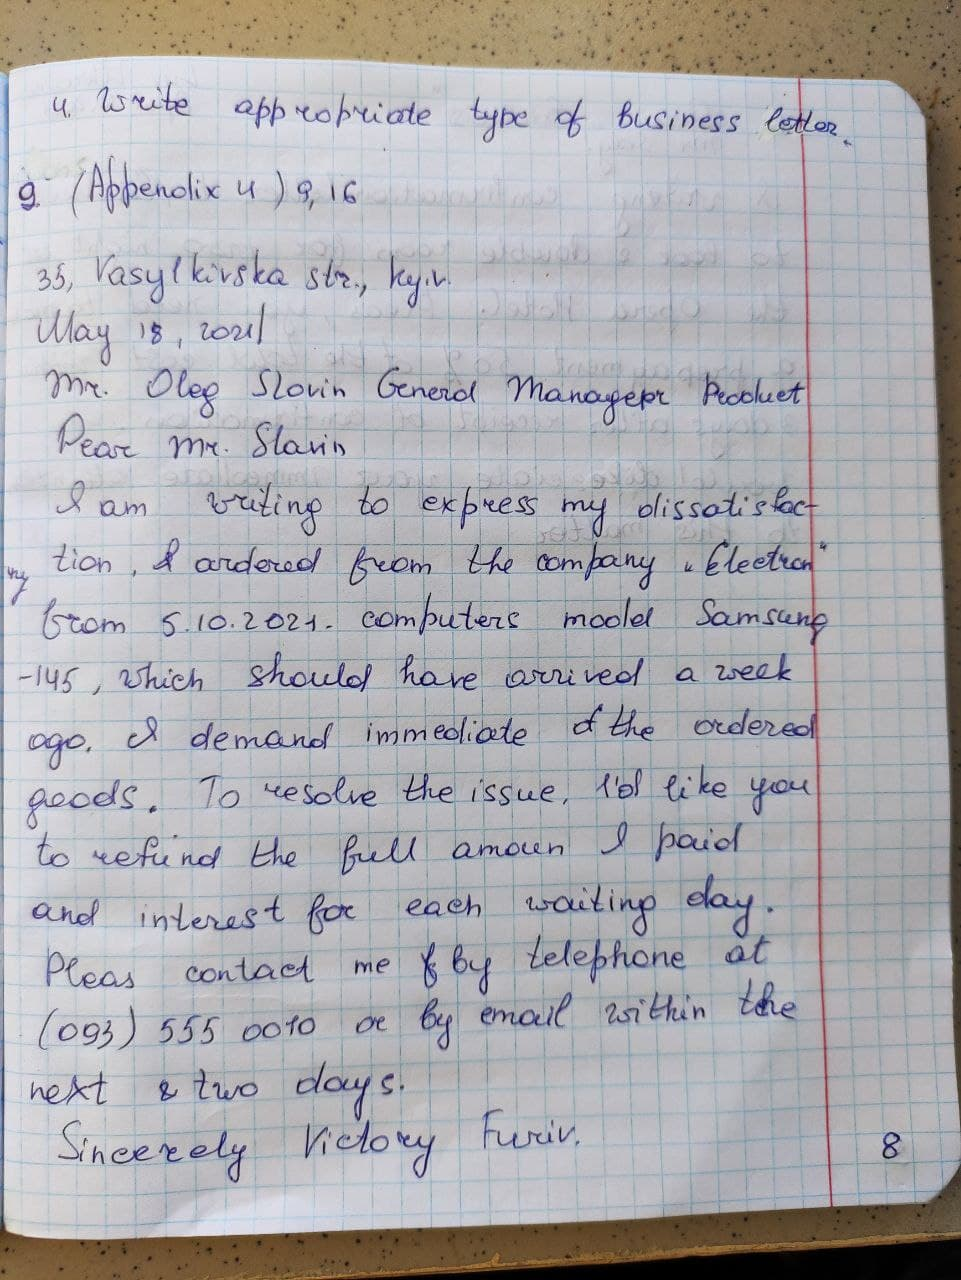 4. Write appropriate type of business letter.
9. (Appendix 4) 9, 16
35, Vasylkivska str., Kyiv.
May 18, 2021
Mr. Oleg Slovin General Managepr Product
Dear Mr. Slavin
I am writing to express my dissatisfac-
tion, I ordered from the company „Electron"
from 5.10.2021. computers model Samsung
-145, which should have arrived a week
ago. I demand immediate of the ordered
goods. To resolve the issue, I'd like you
to refund the full amoun I paid
and interest for each waiting day.
Pleas contact me by telephone at
(093) 555 0010 or by email within the
next two days.
Sincerely Victory Furiv.
8